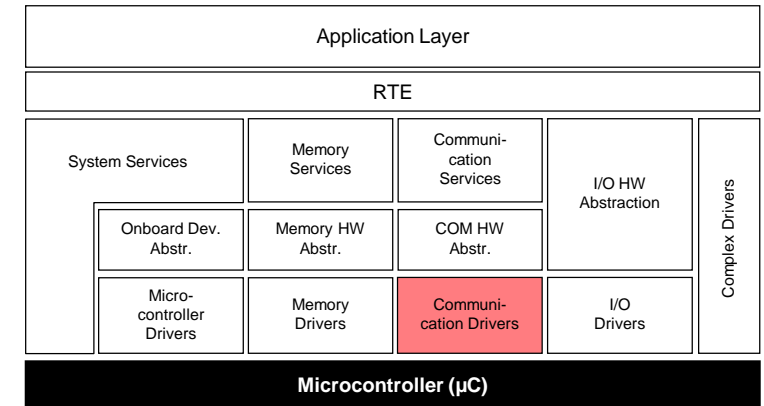 Application Layer
RTE
System Services
Memory
Services
Communi-
cation
Services
I/O HW
Abstraction
Complex Drivers
Onboard Dev.
Abstr.
Memory HW
Abstr.
COM HW
Abstr.
Micro-
controller
Drivers
Memory
Drivers
Communi-
cation Drivers
I/O
Drivers
Microcontroller (µC)